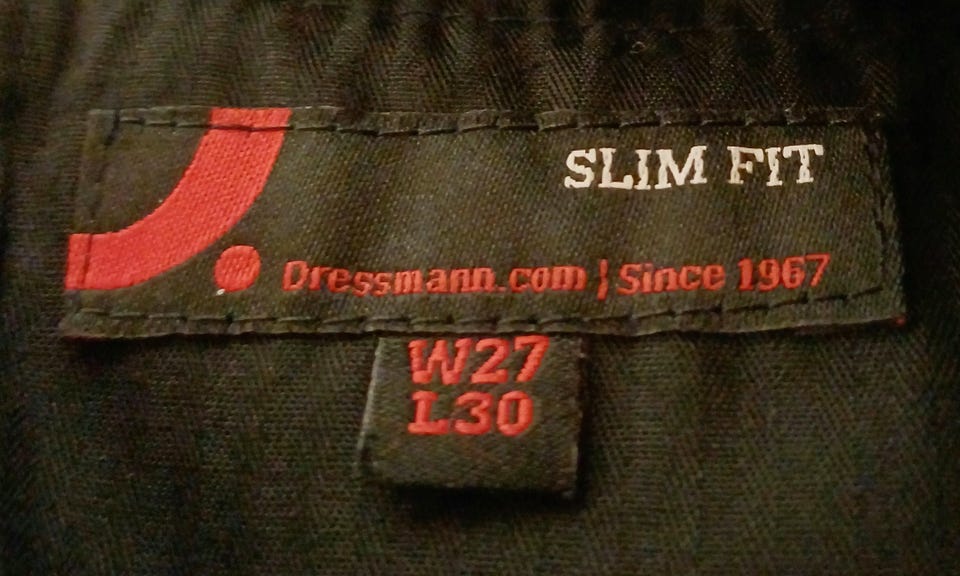 SLIM FIT
Dressmann.com | Since 1967
W27
L30